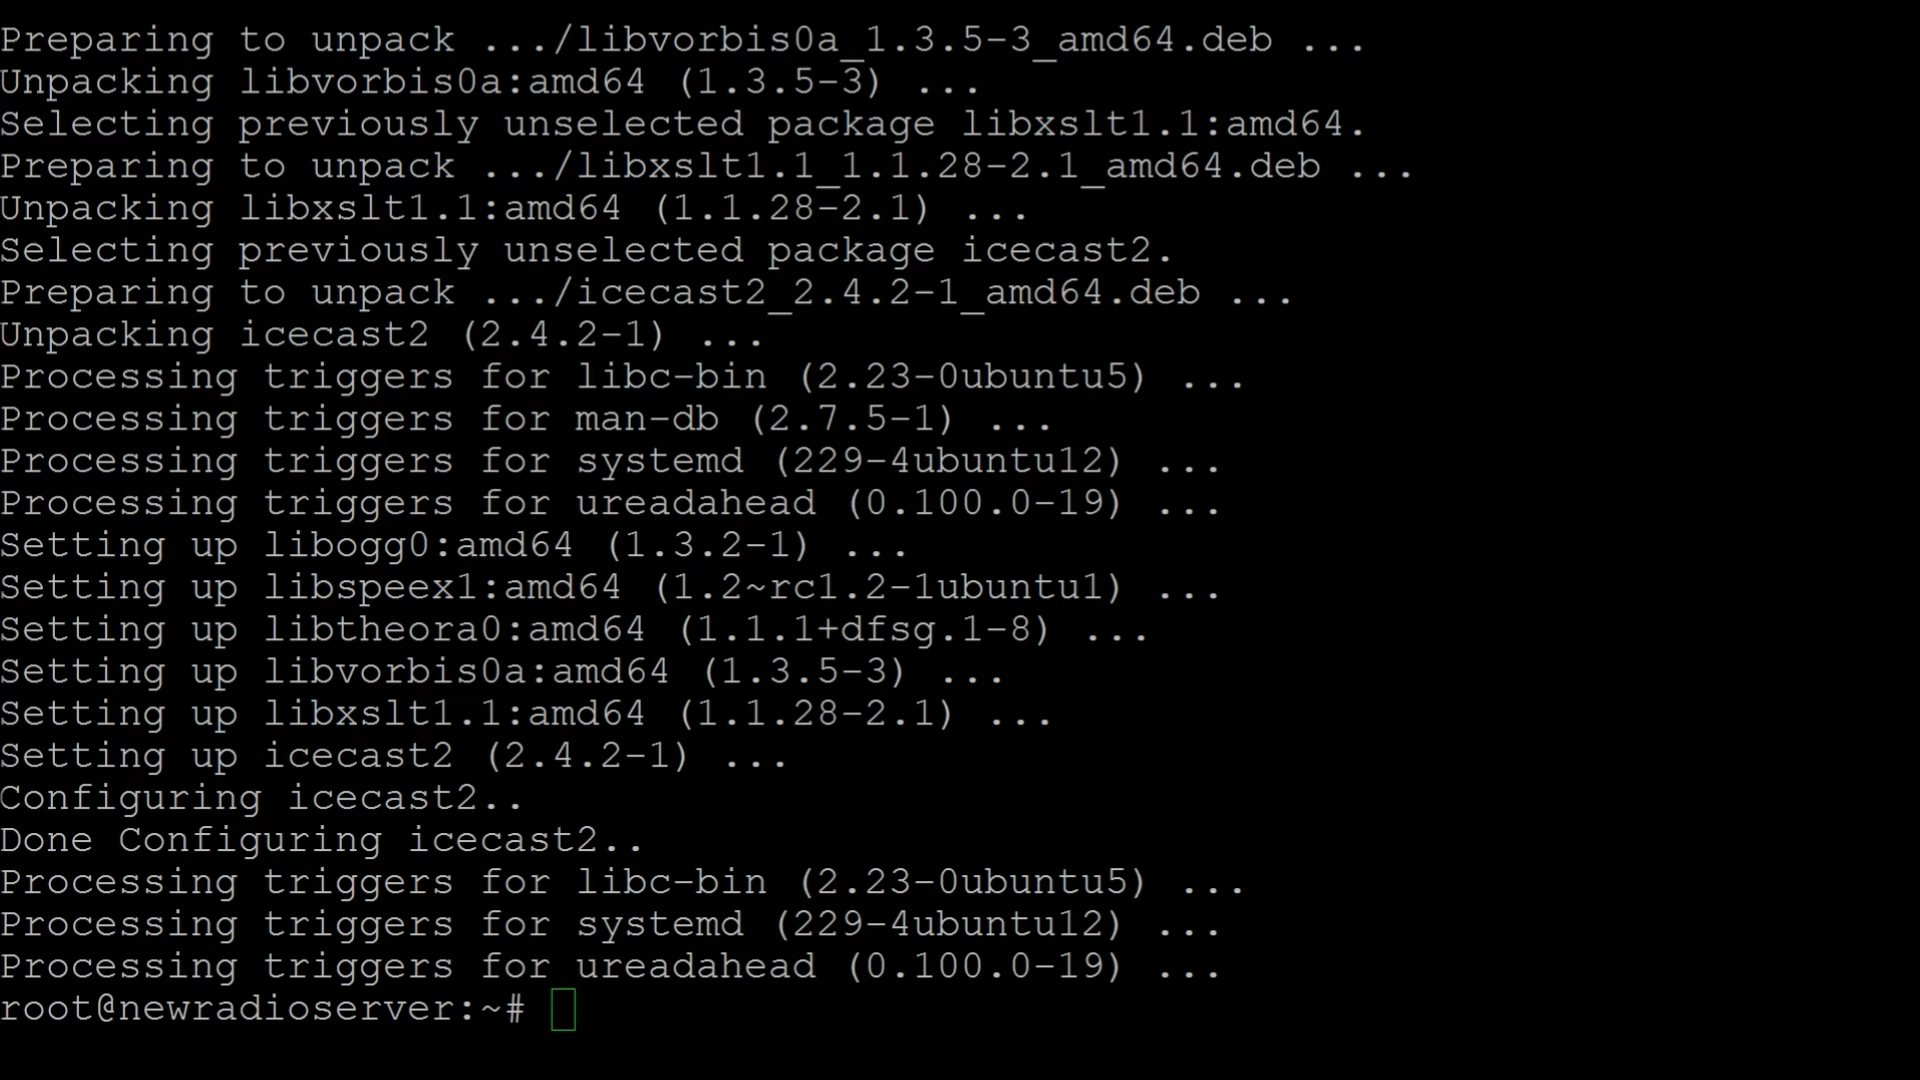 Preparing to unpack .../libvorbis0a_1.3.5-3_amd64.deb ...
Unpacking libvorbis0a:amd64 (1.3.5-3) ...
Selecting previously unselected package libxslt1.1:amd64.
Preparing to unpack .../libxslt1.1_1.1.28-2.1_amd64.deb ...
Unpacking libxslt1.1:amd64 (1.1.28-2.1) ...
Selecting previously unselected package icecast2.
Preparing to unpack .../icecast2_2.4.2-1_amd64.deb ...
Unpacking icecast2 (2.4.2-1) ...
Processing triggers for libc-bin (2.23-0ubuntu5) ...
Processing triggers for man-db (2.7.5-1) ...
Processing triggers for systemd (229-4ubuntu12) ...
Processing triggers for ureadahead (0.100.0-19) ...
Setting up libogg0:amd64 (1.3.2-1) ...
Setting up libspeex1:amd64 (1.2~rc1.2-1ubuntu1) ...
Setting up libtheora0:amd64 (1.1.1+dfsg.1-8) ...
Setting up libvorbis0a:amd64 (1.3.5-3) ...
Setting up libxslt1.1:amd64 (1.1.28-2.1) ...
Setting up icecast2 (2.4.2-1) ...
Configuring icecast2..
Done Configuring icecast2..
Processing triggers for libc-bin (2.23-0ubuntu5) ...
Processing triggers for systemd (229-4ubuntu12) ...
Processing triggers for ureadahead (0.100.0-19) ...
root@newradioserver:~#